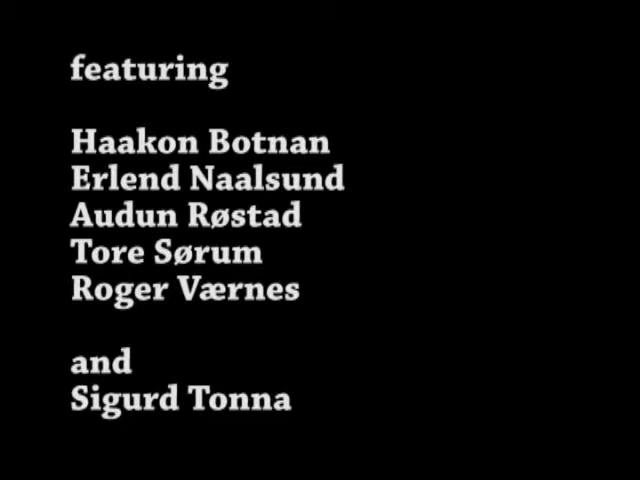 featuring
Haakon Botnan
Erlend Naalsund
Audun Røstad
Tore Sørum
Roger Værnes
and
Sigurd Tonna